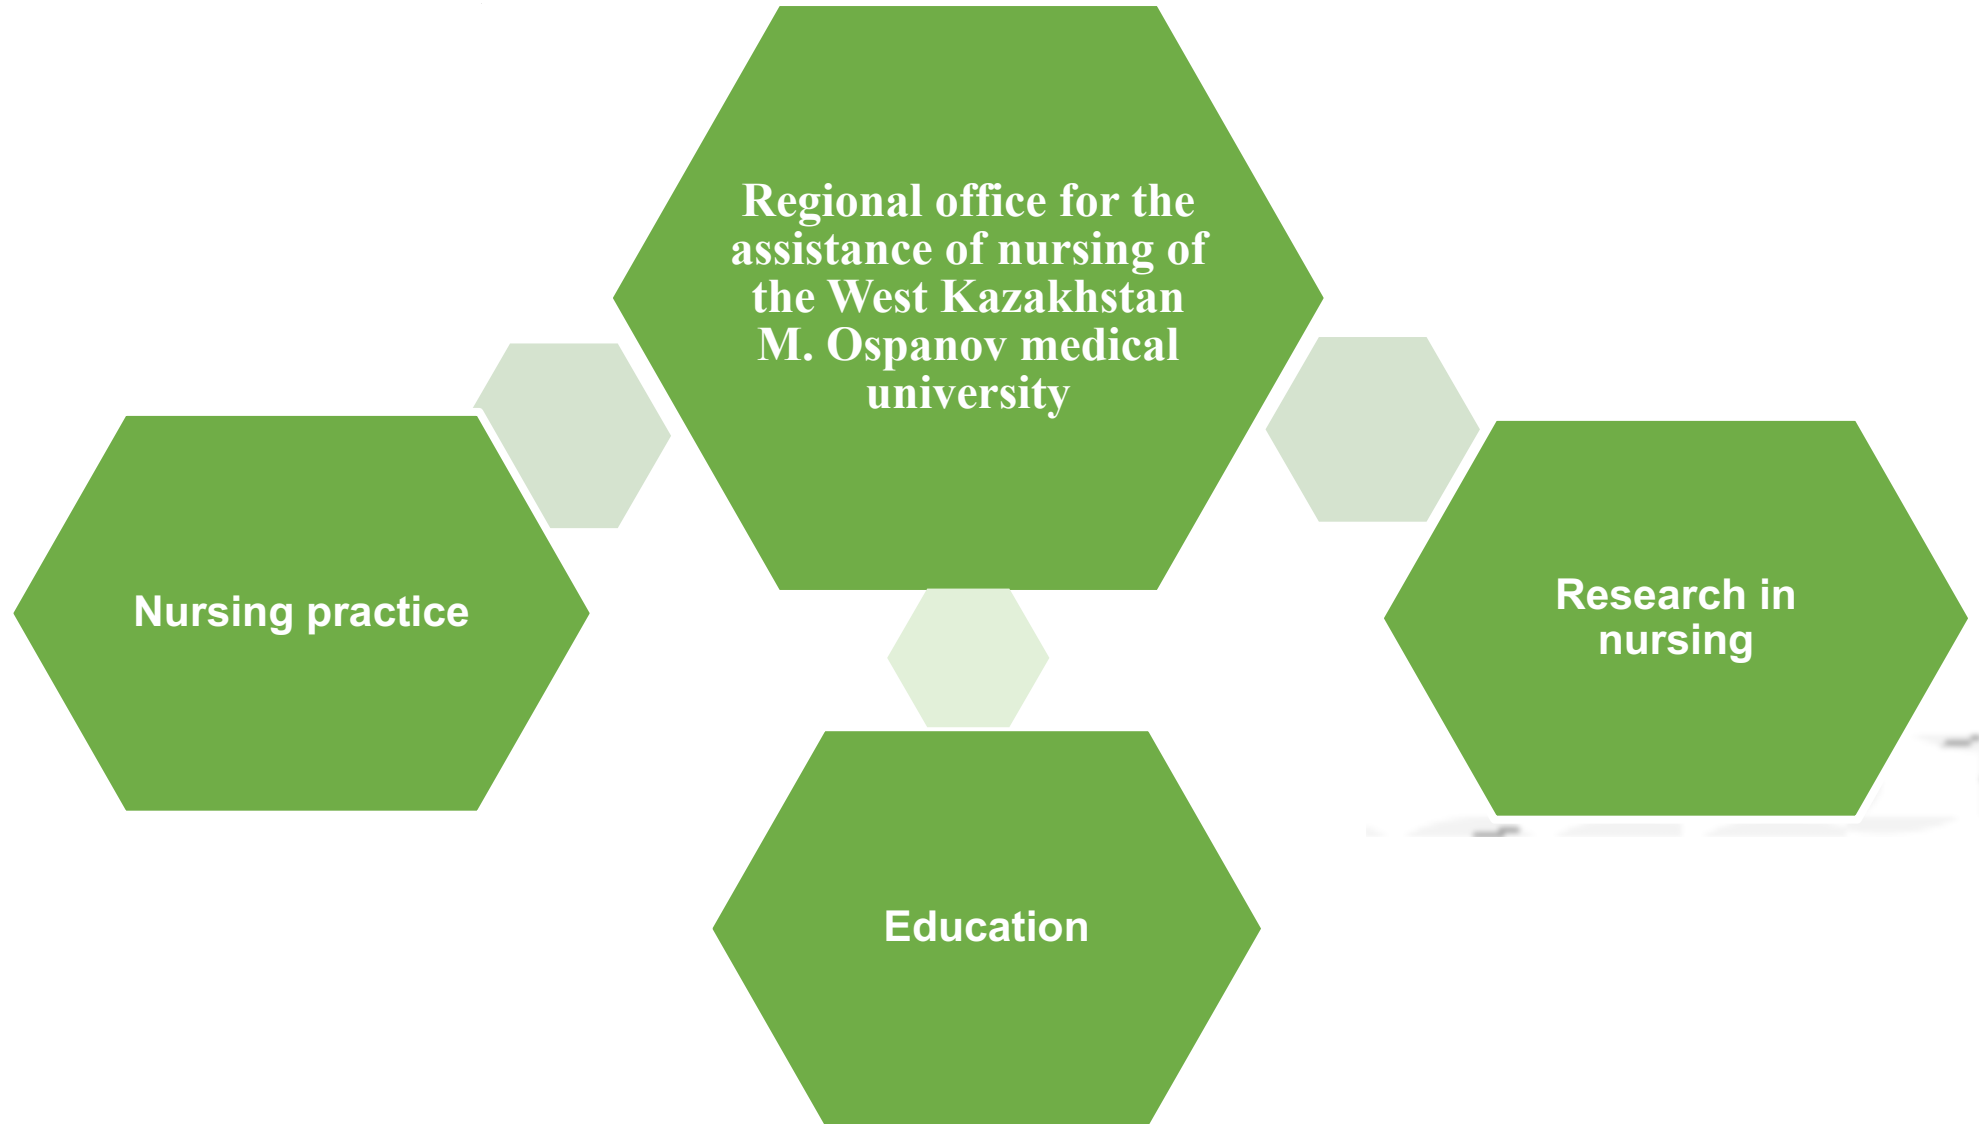 Regional office for the
assistance of nursing of
the West Kazakhstan
M. Ospanov medical
university
Nursing practice
Research in
nursing
Education